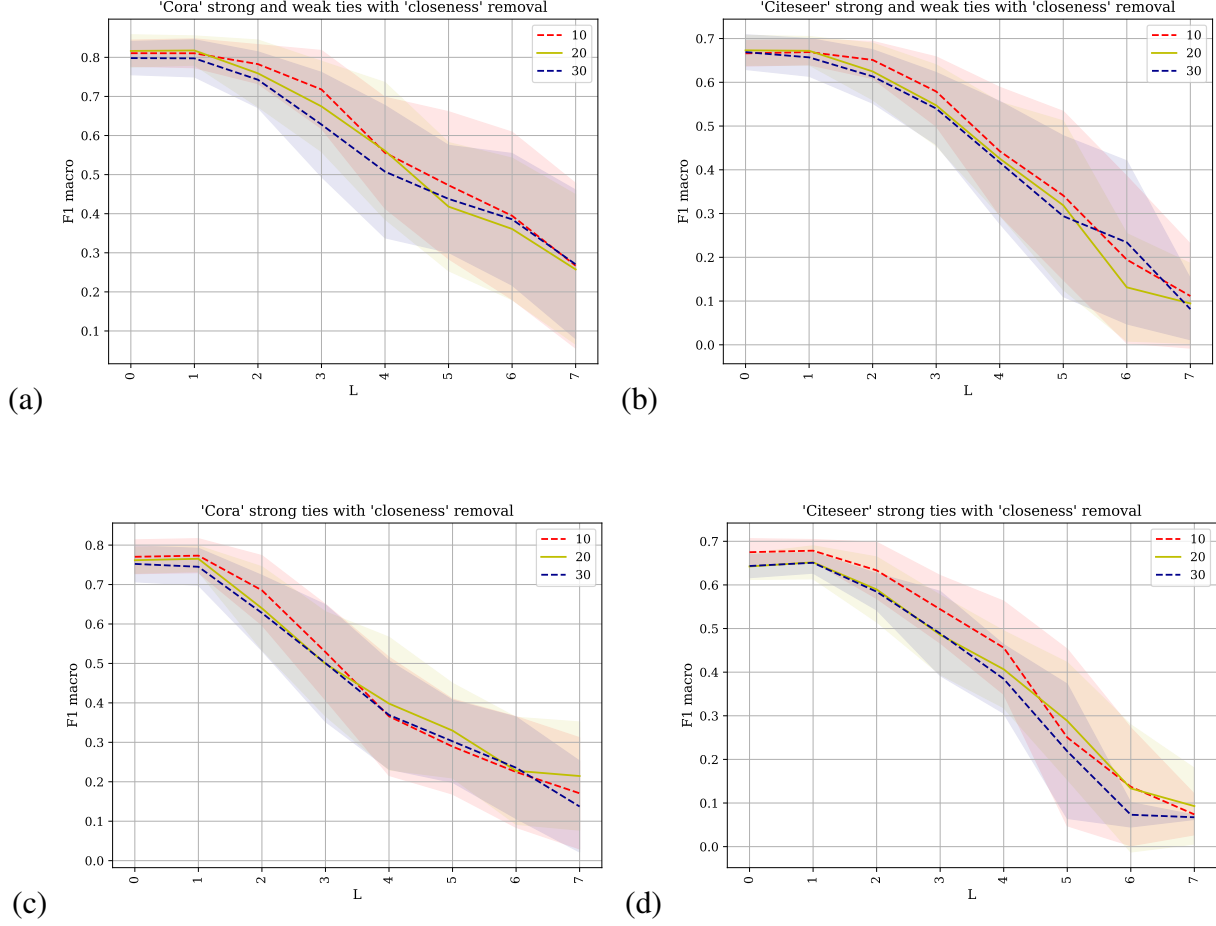 'Cora' strong and weak ties with 'closeness' removal
10
20
30
0.8
0.7
0.6
0.5
0.4
0.3
0.2
0.1
F1 macro
0 1 2 3 4 5 6 7
L
(a)
'Citeseer' strong and weak ties with 'closeness' removal
10
20
30
0.7
0.6
0.5
0.4
0.3
0.2
0.1
0.0
F1 macro
0 1 2 3 4 5 6 7
L
(b)
'Cora' strong ties with 'closeness' removal
10
20
30
0.8
0.7
0.6
0.5
0.4
0.3
0.2
0.1
0.0
F1 macro
0 1 2 3 4 5 6 7
L
(c)
'Citeseer' strong ties with 'closeness' removal
10
20
30
0.7
0.6
0.5
0.4
0.3
0.2
0.1
0.0
F1 macro
0 1 2 3 4 5 6 7
L
(d)